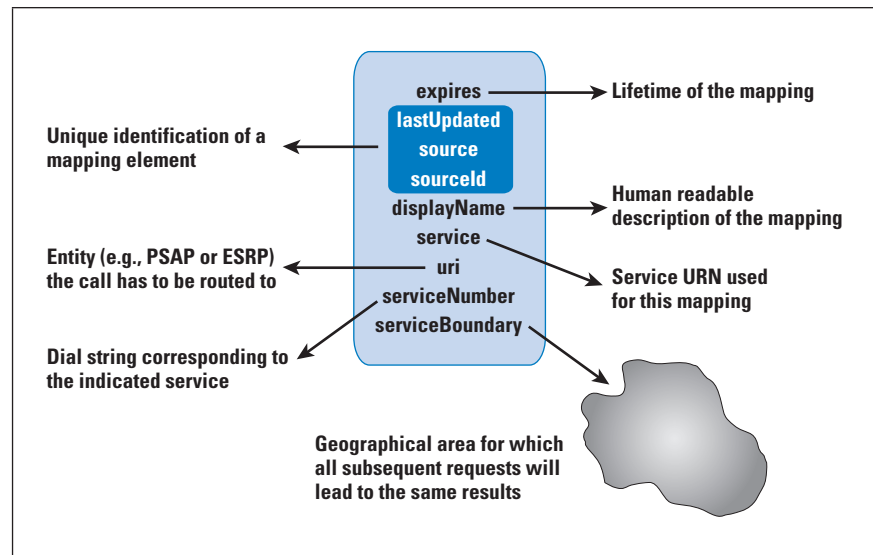 expires
Lifetime of the mapping
Unique identification of a
mapping element
lastUpdated
source
sourceId
displayName
Human readable
description of the mapping
service
Entity (e.g., PSAP or ESRP)
the call has to be routed to
uri
Service URN used
for this mapping
serviceNumber
serviceBoundary
Dial string corresponding to
the indicated service
Geographical area for which
all subsequent requests will
lead to the same results